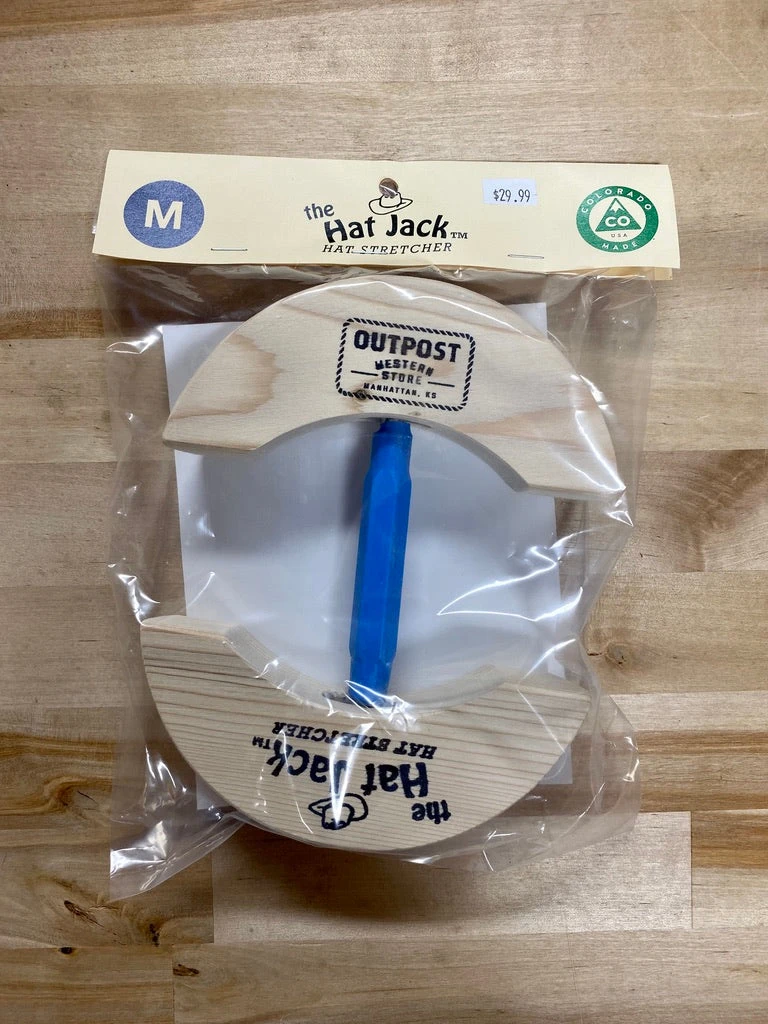 M
the
Hat Jack™
HAT STRETCHER
$29.99
COLORADO
CO
USA
MADE
OUTPOST
WESTERN
STORE
MANHATTAN, KS
the
Hat Jack™
HAT STRETCHER